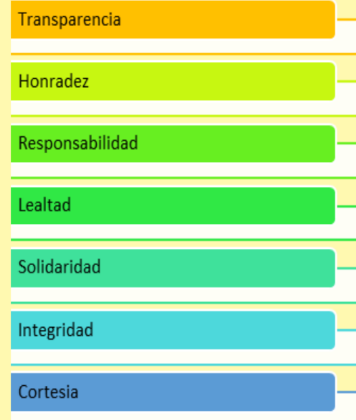 Transparencia
Honradez
Responsabilidad
Lealtad
Solidaridad
Integridad
Cortesia